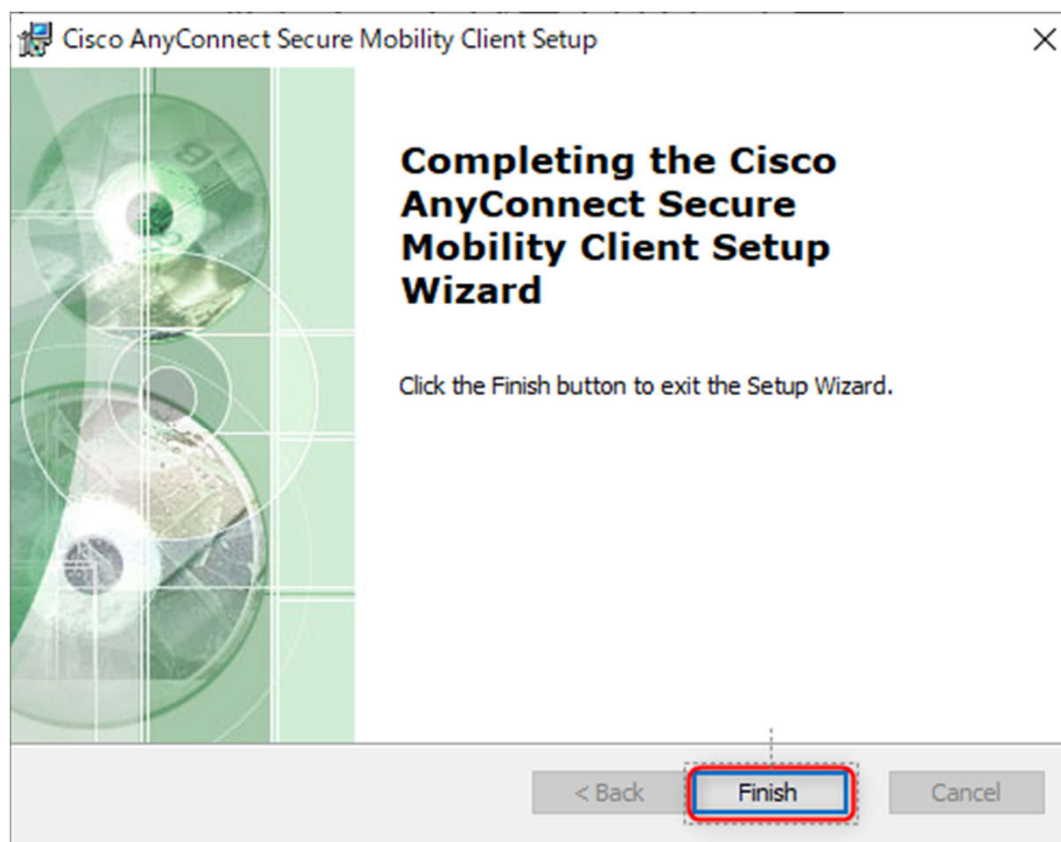 Cisco AnyConnect Secure Mobility Client Setup
Completing the Cisco
AnyConnect Secure
Mobility Client Setup
Wizard
Click the Finish button to exit the Setup Wizard.
< Back
Finish
Cancel